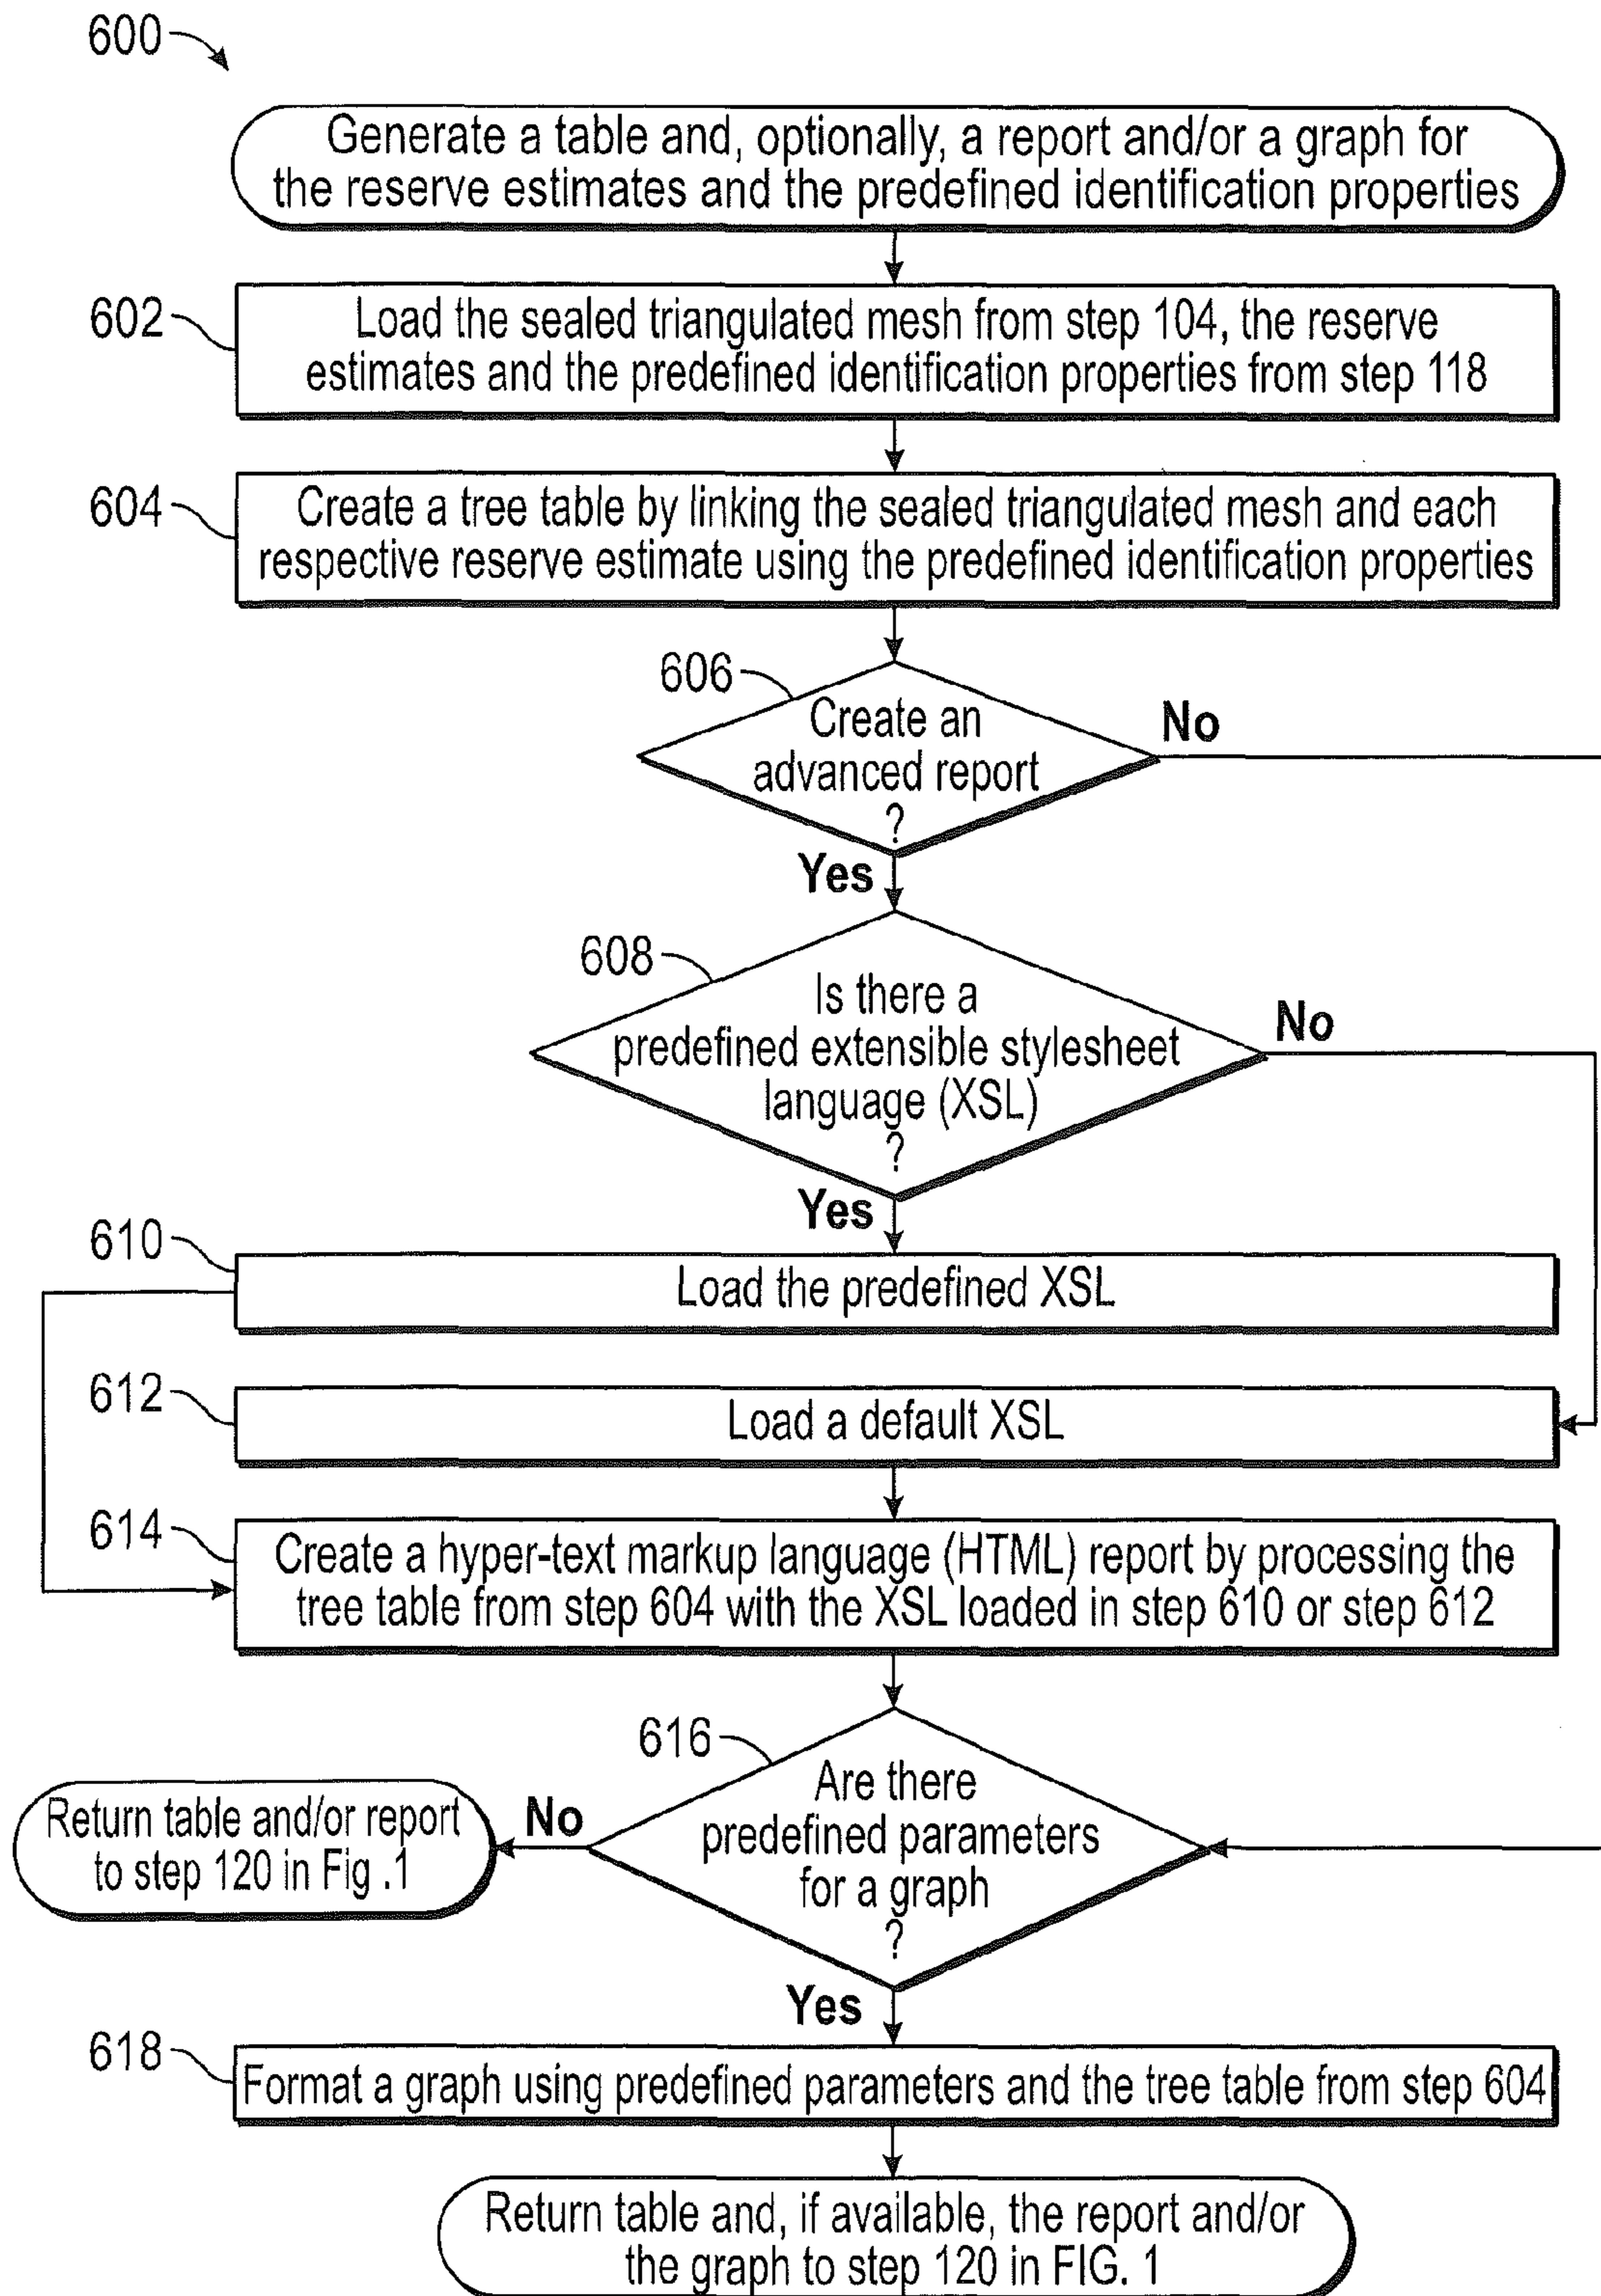 600
Generate a table and, optionally, a report and/or a graph for
the reserve estimates and the predefined identification properties
602
Load the sealed triangulated mesh from step 104, the reserve
estimates and the predefined identification properties from step 118
604
Create a tree table by linking the sealed triangulated mesh and each
respective reserve estimate using the predefined identification properties
606
Create an
advanced report
?
No
Yes
608
Is there a
predefined extensible stylesheet
language (XSL)
?
No
Yes
610
Load the predefined XSL
612
Load a default XSL
614
Create a hyper-text markup language (HTML) report by processing the
tree table from step 604 with the XSL loaded in step 610 or step 612
616
Are there
predefined parameters
for a graph
?
No
Return table and/or report
to step 120 in Fig .1
Yes
618
Format a graph using predefined parameters and the tree table from step 604
Return table and, if available, the report and/or
the graph to step 120 in FIG. 1